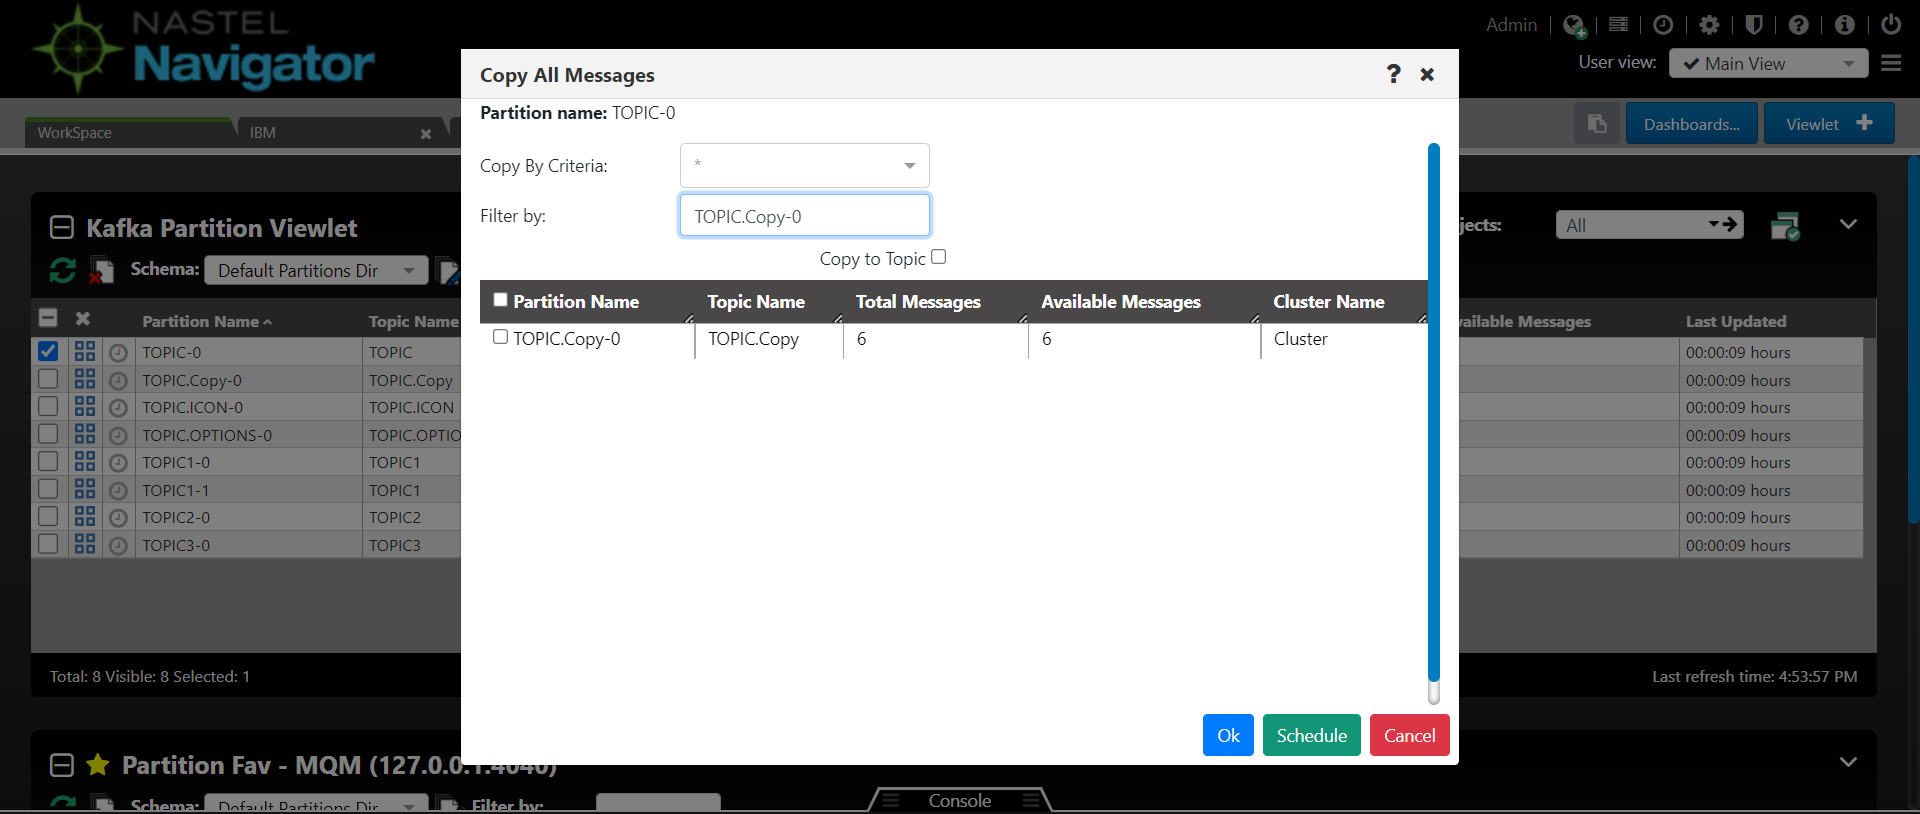 NASTEL
Navigator
Admin
User view: Main View
WorkSpace
IBM
Dashboards...
Viewlet
Copy All Messages
Partition name: TOPIC-0
Copy By Criteria: *
Filter by: TOPIC.Copy-0
Copy to Topic
Partition Name Topic Name Total Messages Available Messages Cluster Name
TOPIC.Copy-0 TOPIC.Copy 6 6 Cluster
Ok Schedule Cancel
Kafka Partition Viewlet
jects: All
Schema: Default Partitions Dir
Partition Name Topic Name ailable Messages Last Updated
TOPIC-0 TOPIC 00:00:09 hours
TOPIC.Copy-0 TOPIC.Copy 00:00:09 hours
TOPIC.ICON-0 TOPIC.ICON 00:00:09 hours
TOPIC.OPTIONS-0 TOPIC.OPTIO 00:00:09 hours
TOPIC1-0 TOPIC1 00:00:09 hours
TOPIC1-1 TOPIC1 00:00:09 hours
TOPIC2-0 TOPIC2 00:00:09 hours
TOPIC3-0 TOPIC3 00:00:09 hours
Total: 8 Visible: 8 Selected: 1
Last refresh time: 4:53:57 PM
Partition Fav - MQM (127.0.0.1:4040)
Schema: Default Partitions Dir Filter by:
Console